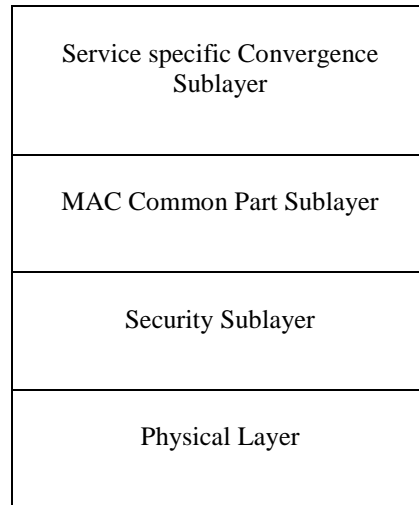 Service specific Convergence
Sublayer
MAC Common Part Sublayer
Security Sublayer
Physical Layer